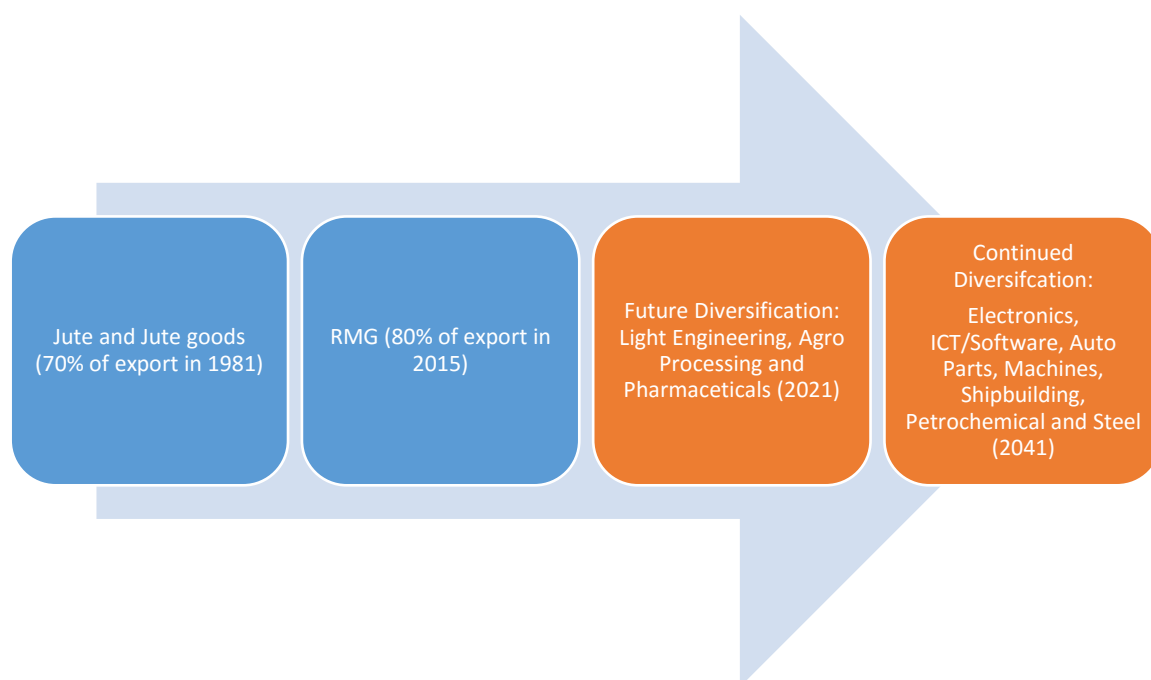 Jute and Jute goods
(70% of export in 1981)
RMG (80% of export in
2015)
Future Diversification:
Light Engineering, Agro
Processing and
Pharmaceticals (2021)
Continued
Diversifcation:
Electronics,
ICT/Software, Auto
Parts, Machines,
Shipbuilding,
Petrochemical and Steel
(2041)